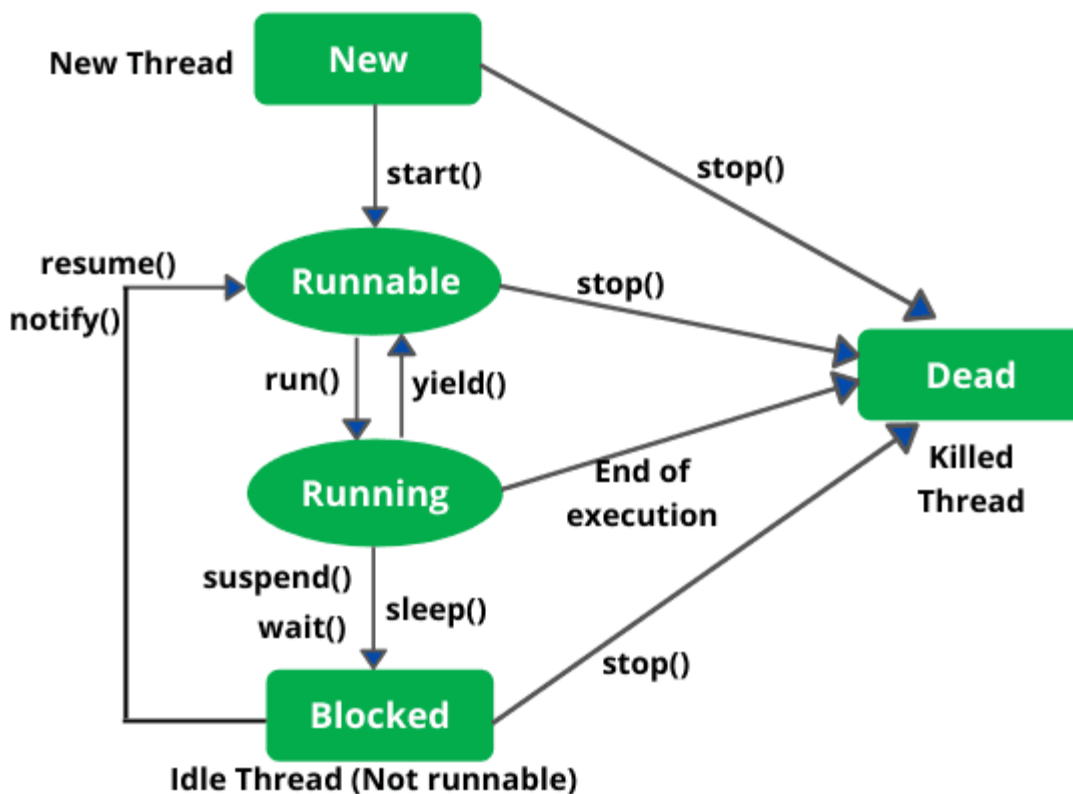 New Thread
New
start()
stop()
resume()
notify()
Runnable
stop()
run()
yield()
Dead
Killed
Thread
Running
End of
execution
suspend()
wait()
sleep()
stop()
Blocked
Idle Thread (Not runnable)